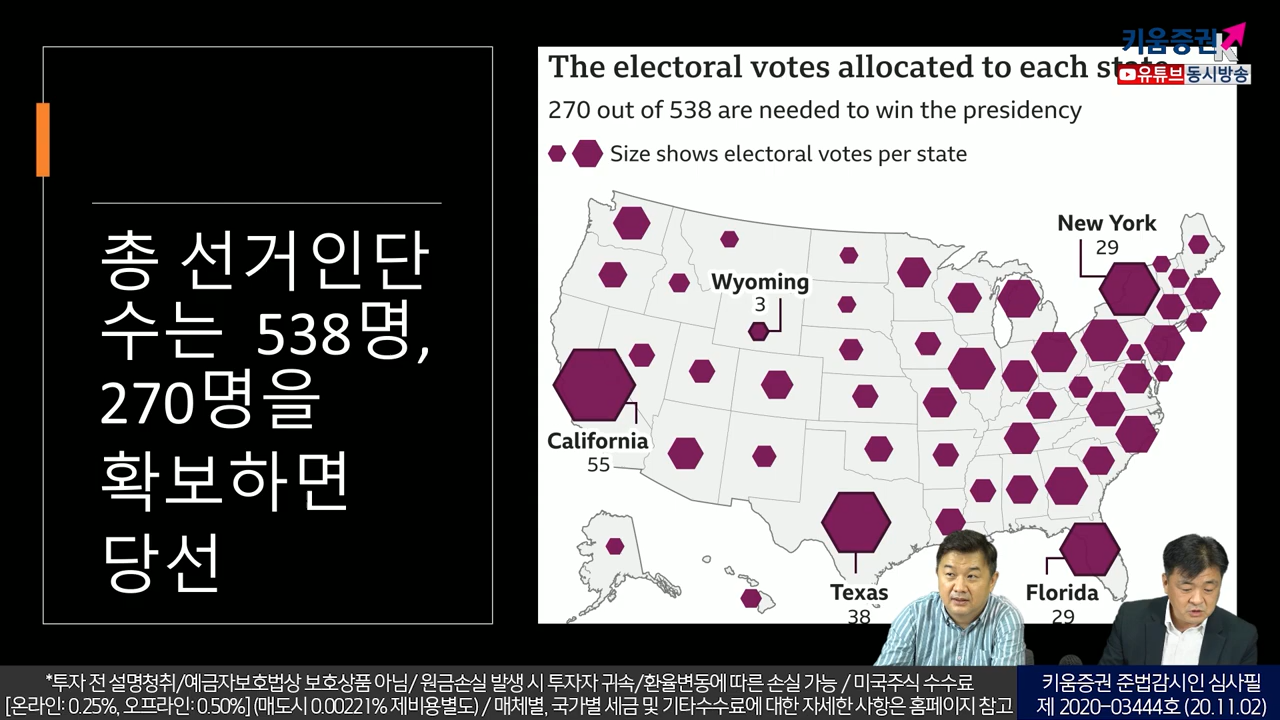 총 선거인단
수는 538명,
270명을
확보하면
당선
The electoral votes allocated to each
키움증권
유튜브동시방송
270 out of 538 are needed to win the presidency
Size shows electoral votes per state
New York
29
Wyoming
3
California
55
Texas
38
Florida
29
*투자 전 설명청취/예금자보호법상 보호상품 아님/ 원금손실 발생 시 투자자 귀속/환율변동에 따른 손실 가능 / 미국주식 수수료
[온라인: 0.25%, 오프라인: 0.50%] (매도시 0.00221% 제비용별도) / 매체별, 국가별 세금 및 기타수수료에 대한 자세한 사항은 홈페이지 참고
키움증권 준법감시인 심사필
제 2020-03444호 (20.11.02)